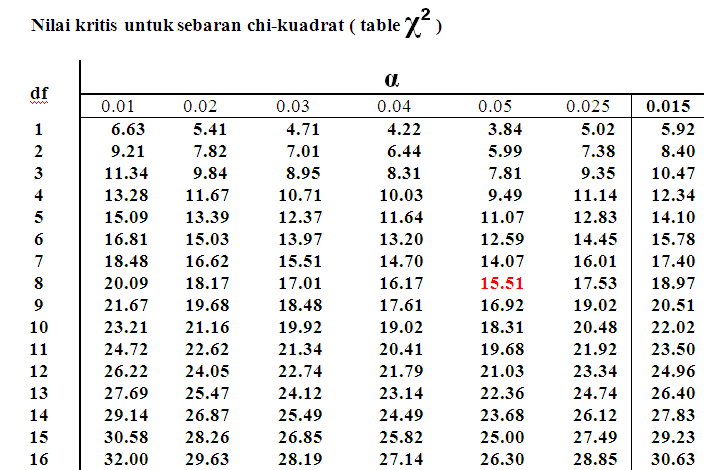 Nilai kritis untuk sebaran chi-kuadrat ( table χ² )
α
df
0.01 0.02 0.03 0.04 0.05 0.025 0.015
1 6.63 5.41 4.71 4.22 3.84 5.02 5.92
2 9.21 7.82 7.01 6.44 5.99 7.38 8.40
3 11.34 9.84 8.95 8.31 7.81 9.35 10.47
4 13.28 11.67 10.71 10.03 9.49 11.14 12.34
5 15.09 13.39 12.37 11.64 11.07 12.83 14.10
6 16.81 15.03 13.97 13.20 12.59 14.45 15.78
7 18.48 16.62 15.51 14.70 14.07 16.01 17.40
8 20.09 18.17 17.01 16.17 15.51 17.53 18.97
9 21.67 19.68 18.48 17.61 16.92 19.02 20.51
10 23.21 21.16 19.92 19.02 18.31 20.48 22.02
11 24.72 22.62 21.34 20.41 19.68 21.92 23.50
12 26.22 24.05 22.74 21.79 21.03 23.34 24.96
13 27.69 25.47 24.12 23.14 22.36 24.74 26.40
14 29.14 26.87 25.49 24.49 23.68 26.12 27.83
15 30.58 28.26 26.85 25.82 25.00 27.49 29.23
16 32.00 29.63 28.19 27.14 26.30 28.85 30.63